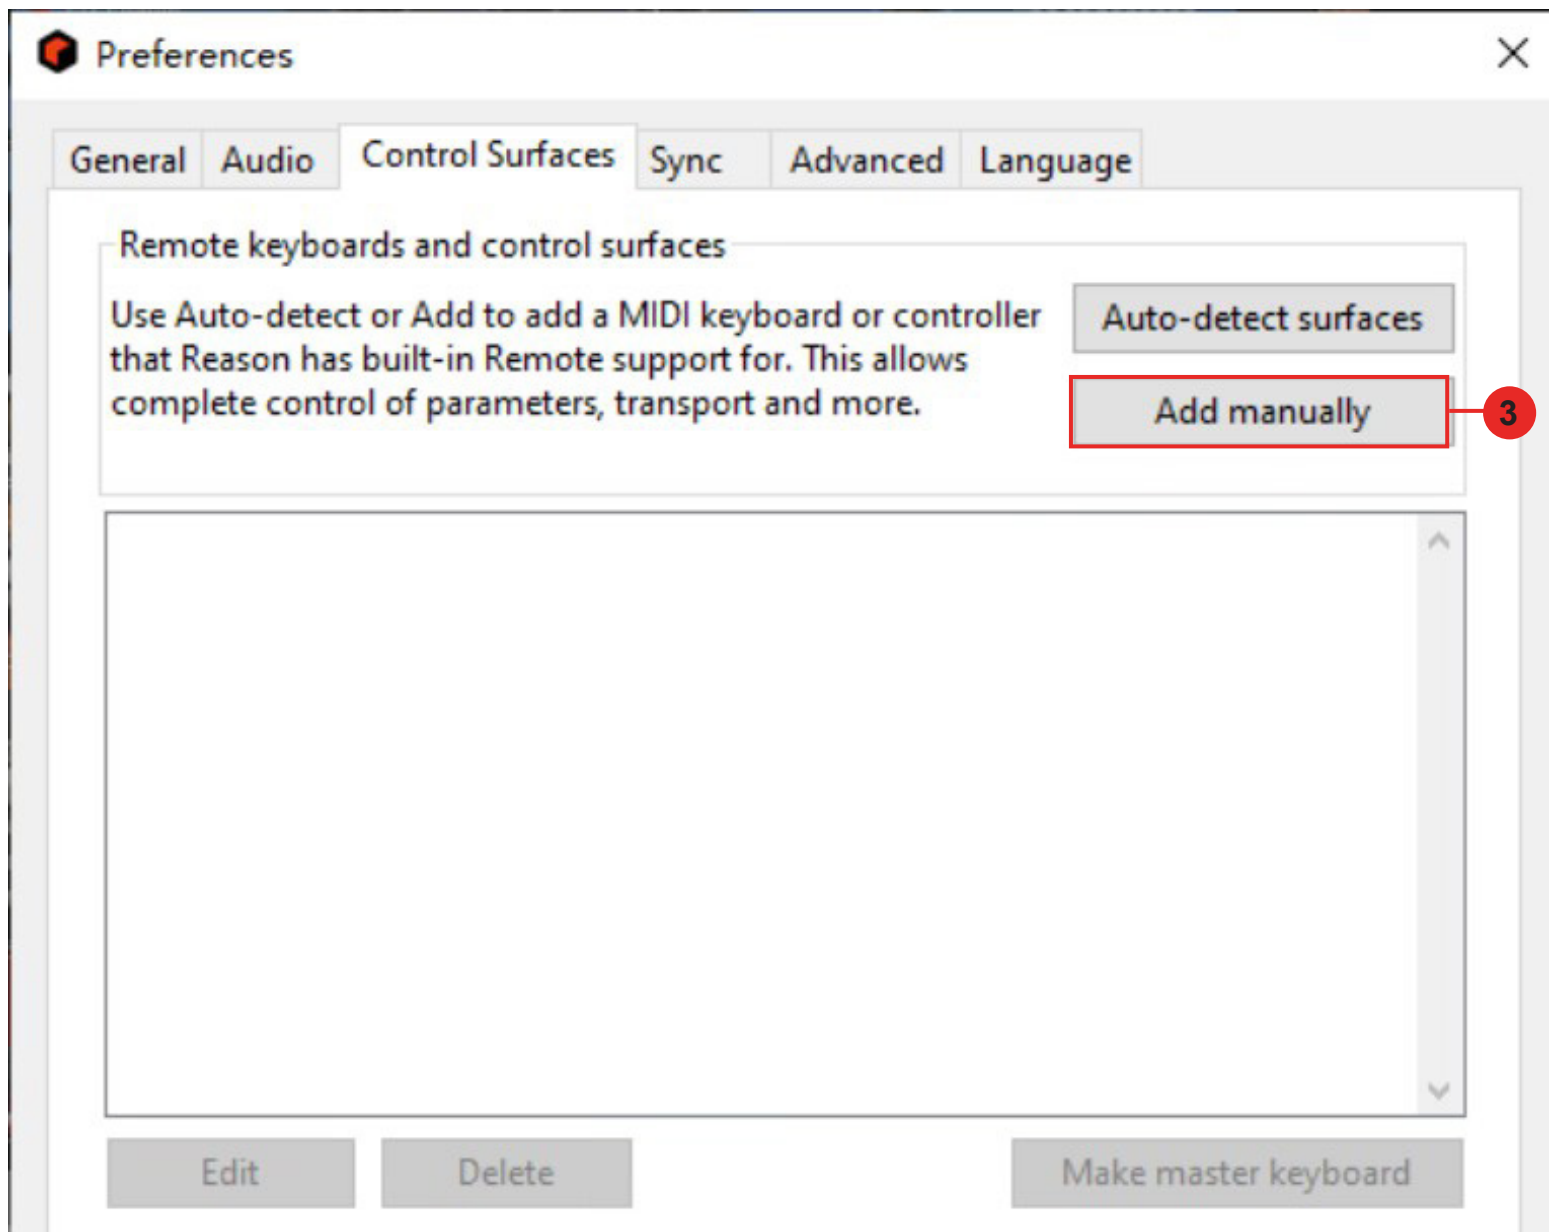 Preferences
General Audio Control Surfaces Sync Advanced Language
Remote keyboards and control surfaces
Use Auto-detect or Add to add a MIDI keyboard or controller
that Reason has built-in Remote support for. This allows
complete control of parameters, transport and more.
Auto-detect surfaces
Add manually
3
Edit Delete Make master keyboard